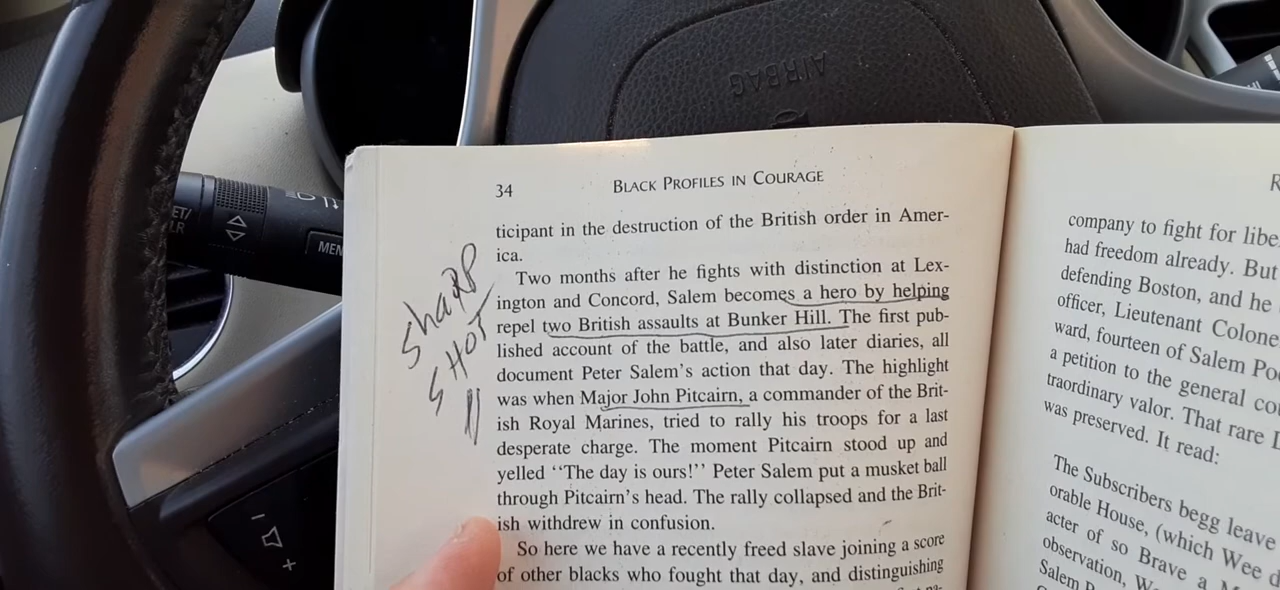 AIRBAG
MEN
34
BLACK PROFILES IN COURAGE
ticipant in the destruction of the British order in Amer-
ica.
Two months after he fights with distinction at Lex-
ington and Concord, Salem becomes a hero by helping
repel two British assaults at Bunker Hill. The first pub-
lished account of the battle, and also later diaries, all
document Peter Salem's action that day. The highlight
was when Major John Pitcairn, a commander of the Brit-
ish Royal Marines, tried to rally his troops for a last
desperate charge. The moment Pitcairn stood up and
yelled ‘‘The day is ours!’’ Peter Salem put a musket ball
through Pitcairn's head. The rally collapsed and the Brit-
ish withdrew in confusion.
So here we have a recently freed slave joining a score
of other blacks who fought that day, and distinguishing
ShaRP
SHOT
company to fight for libe
had freedom already. But
defending Boston, and he
officer, Lieutenant Colone
ward, fourteen of Salem Po
a petition to the general co
traordinary valor. That rare
was preserved. It read:
The Subscribers begg leave
orable House, (which Wee d
acter of so Brave a M
observation, W
Salem P